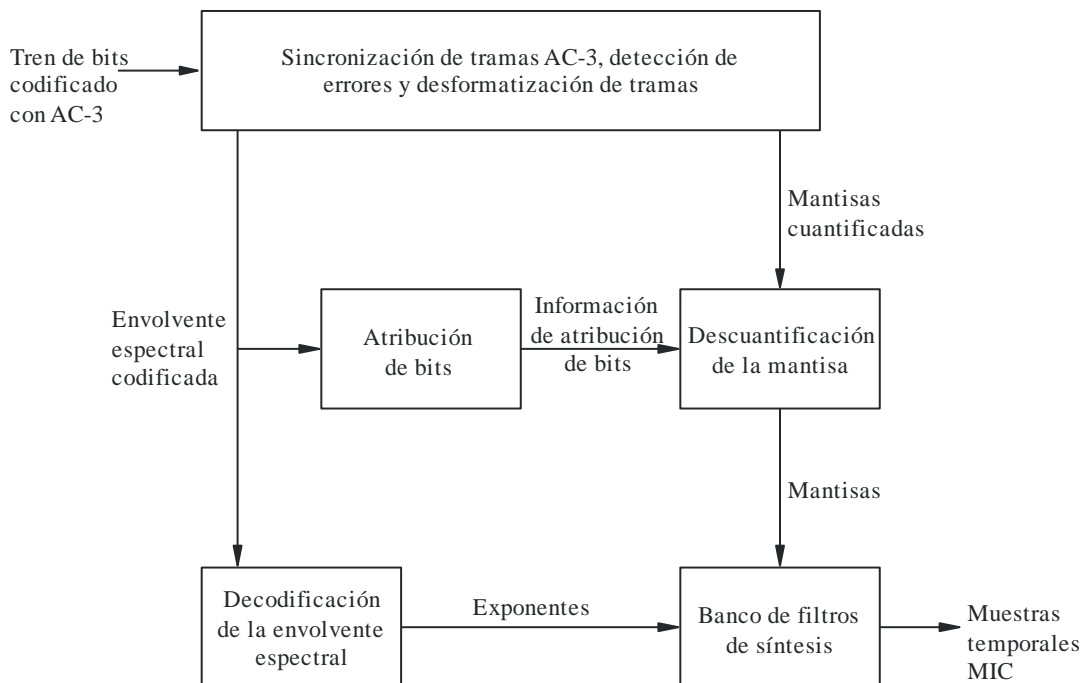 Tren de bits
codificado
con AC-3
Sincronización de tramas AC-3, detección de
errores y desformatización de tramas
Mantisas
cuantificadas
Envolvente
espectral
codificada
Atribución
de bits
Información
de atribución
de bits
Descuantificación
de la mantisa
Mantisas
Decodificación
de la envolvente
espectral
Exponentes
Banco de filtros
de síntesis
Muestras
temporales
MIC